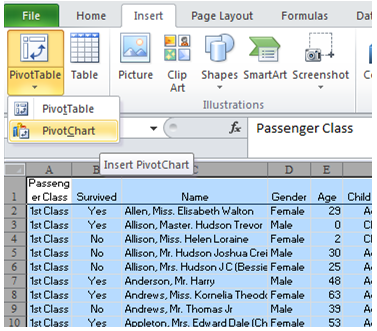 File Home Insert Page Layout Formulas
PivotTable Table Picture Clip Art Shapes SmartArt Screenshot
Illustrations
PivotTable
PivotChart
fx Passenger Class
Insert PivotChart
A B C D E
1 Passeng er Class Survived Name Gender Age Child
2 1st Class Yes Allen, Miss. Elisabeth Walton Female 29
3 1st Class Yes Allison, Master. Hudson Trevor Male 0
4 1st Class No Allison, Miss. Helen Loraine Female 2
5 1st Class No Allison, Mr. Hudson Joshua Crei Male 30
6 1st Class No Allison, Mrs. Hudson J C (Bessie Female 25
7 1st Class Yes Anderson, Mr. Harry Male 48
8 1st Class Yes Andrews, Miss. Kornelia Theodo Female 63
9 1st Class No Andrews, Mr. Thomas Jr Male 39
10 1st Class Yes Appleton, Mrs. Edward Dale (Ch Female 53